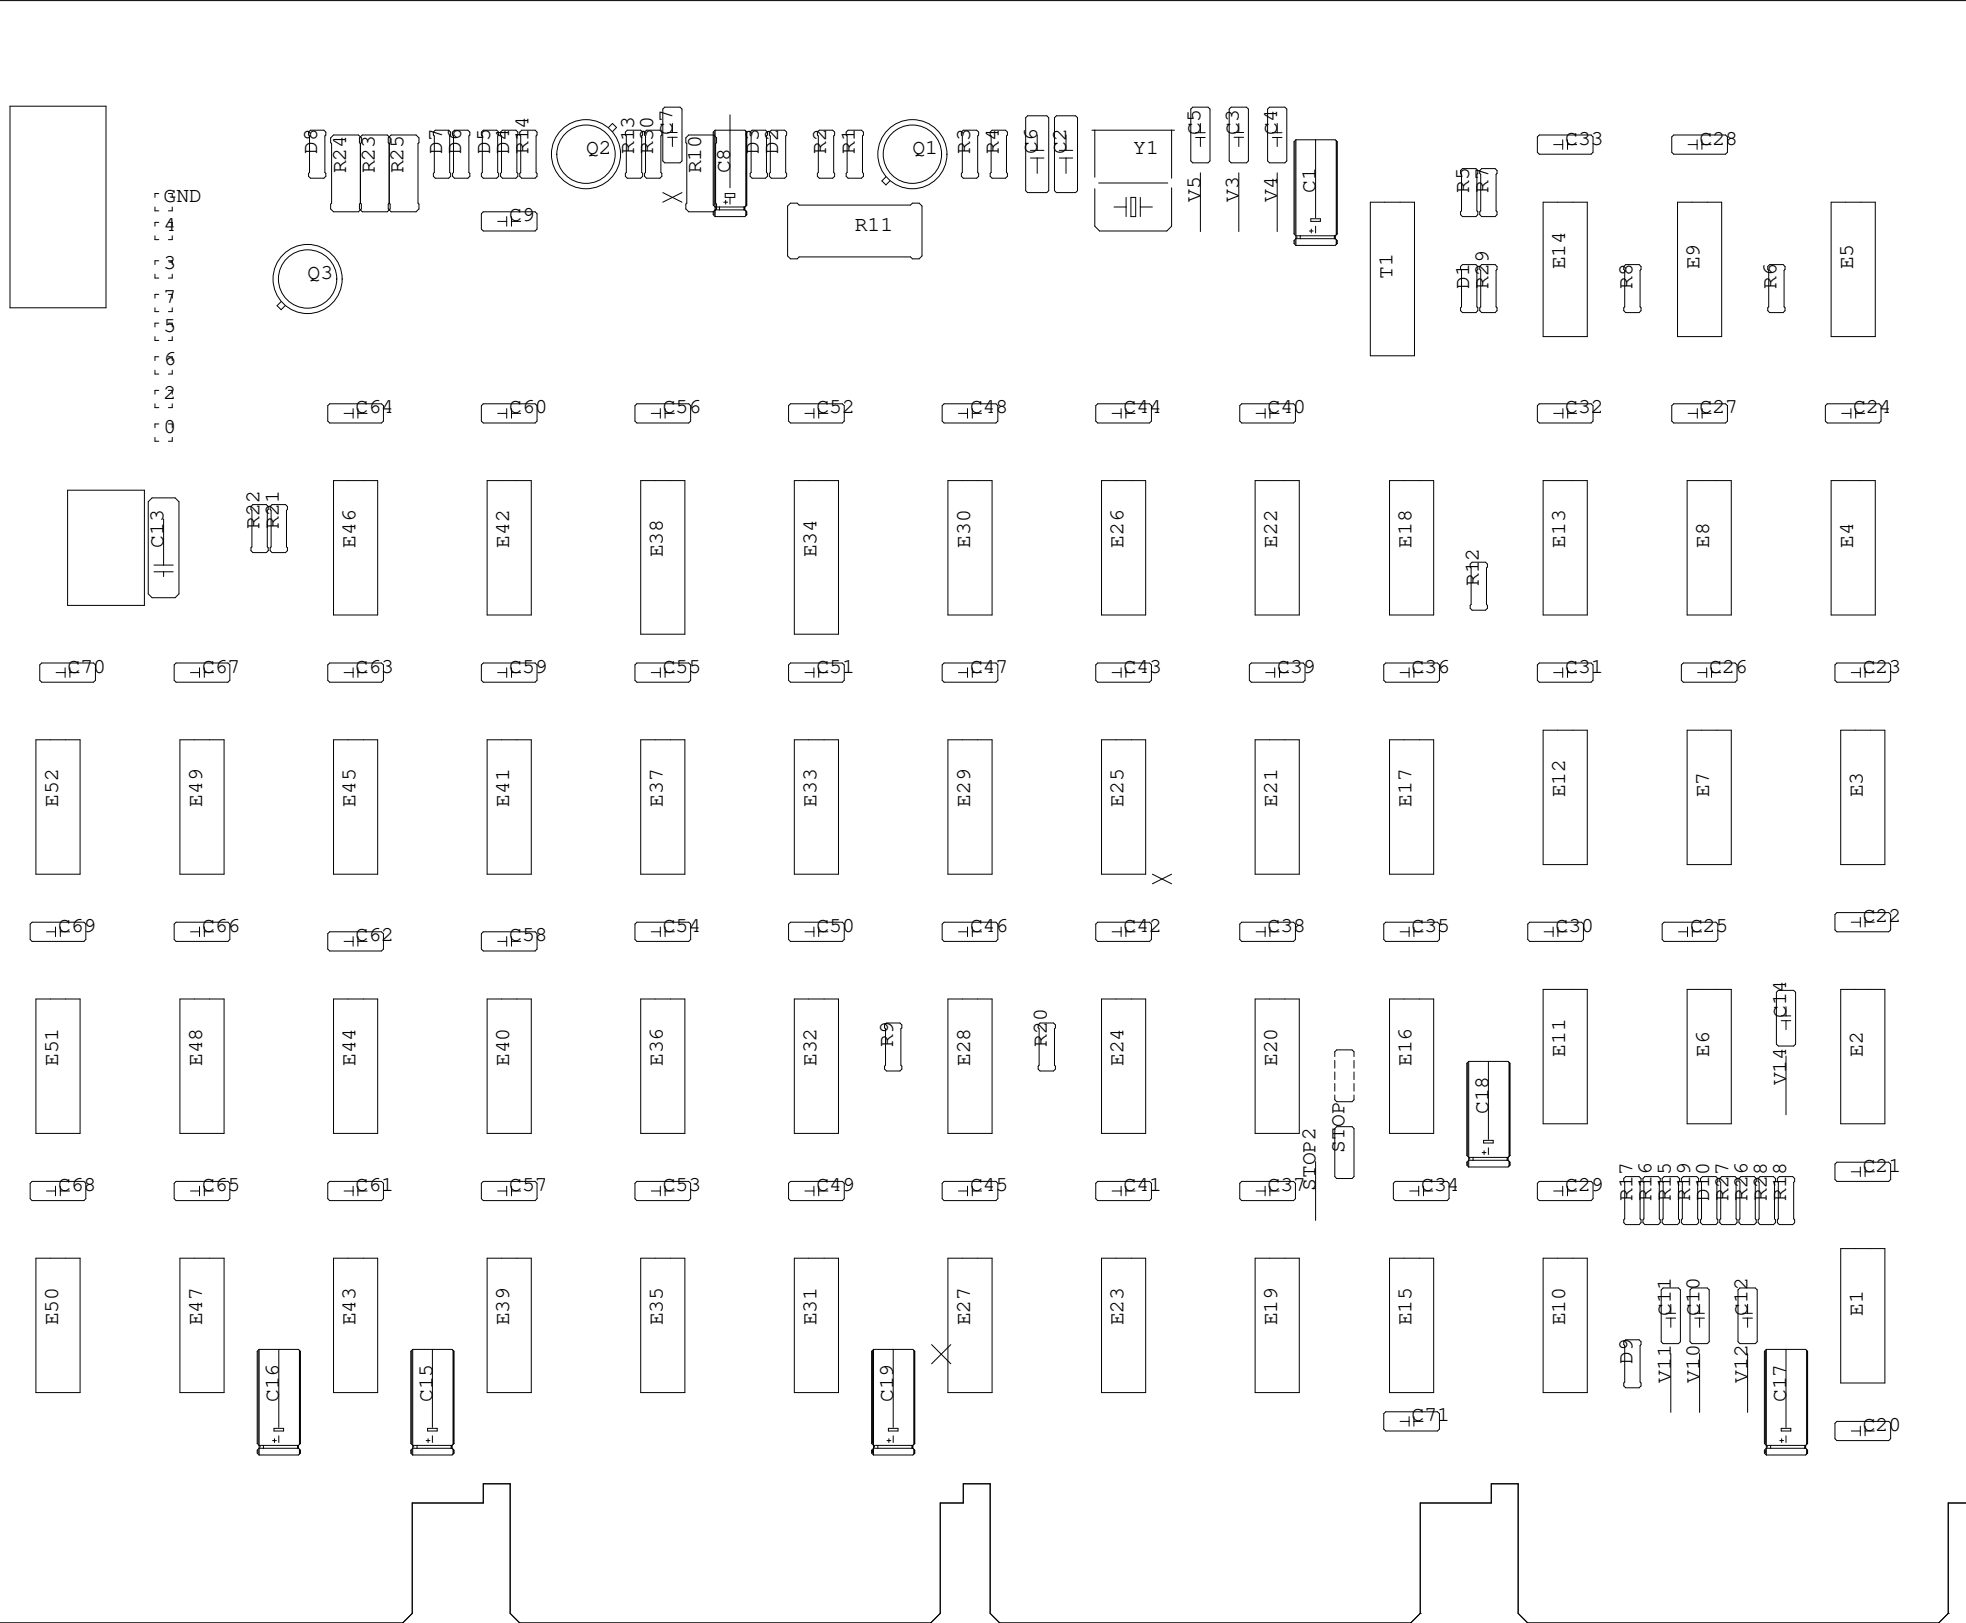 D8 R24 R23 R25 D7 D6 D5 D4 R14 Q2 R13 R30 C7 R10 C8 D3 D2 R2 R1 Q1 R3 R4 C6 C2 Y1 C5 C3 C4 C1 C33 C28
GND C9 V5 V3 V4 R5 R7
4 R11
3 Q3 T1 D1 R29 E14 R8 E9 R6 E5
7
5
6
2
C64 C60 C56 C52 C48 C44 C40 C32 C27 C24
0
C13 R22 R21 E46 E42 E38 E34 E30 E26 E22 E18 R12 E13 E8 E4
C70 C67 C63 C59 C55 C51 C47 C43 C39 C36 C31 C26 C23
E52 E49 E45 E41 E37 E33 E29 E25 E21 E17 E12 E7 E3
C69 C66 C62 C58 C54 C50 C46 C42 C38 C35 C30 C25 C22
C14
E51 E48 E44 E40 E36 E32 R9 E28 R20 E24 E20 E16 E11 E6 V14 E2
C18
STOP2 STOP
C68 C65 C61 C57 C53 C49 C45 C41 C37 C34 C29 R17 R16 R15 R19 D10 R27 R26 R28 R18 C21
E50 E47 E43 E39 E35 E31 E27 E23 E19 E15 E10 C11 C10 C12 E1
C16 C15 C19 D9 V11 V10 V12 C17
C71 C20